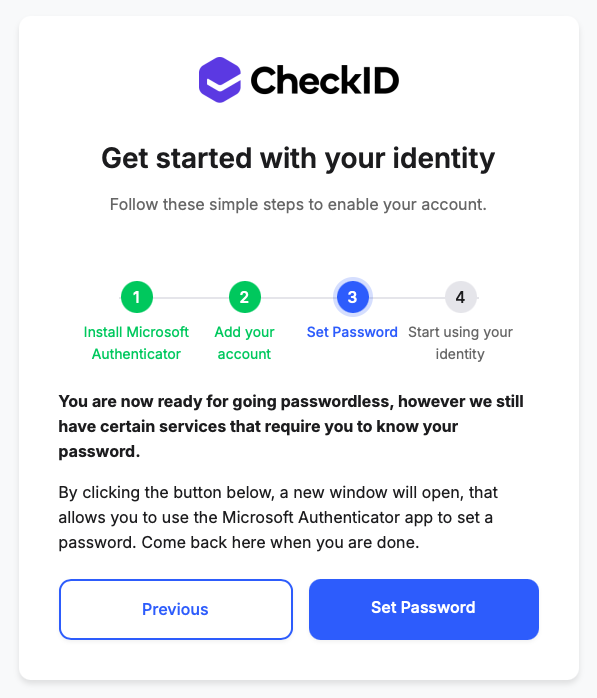 CheckID
Get started with your identity
Follow these simple steps to enable your account.
1
2
3
4
Install Microsoft
Authenticator
Add your
account
Set Password
Start using your
identity
You are now ready for going passwordless, however we still
have certain services that require you to know your
password.
By clicking the button below, a new window will open, that
allows you to use the Microsoft Authenticator app to set a
password. Come back here when you are done.
Previous
Set Password